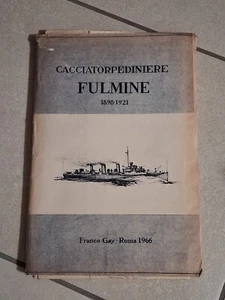 CACCIATORPEDINIERE
FULMINE
1898-1921
Franco Gay - Roma 1966